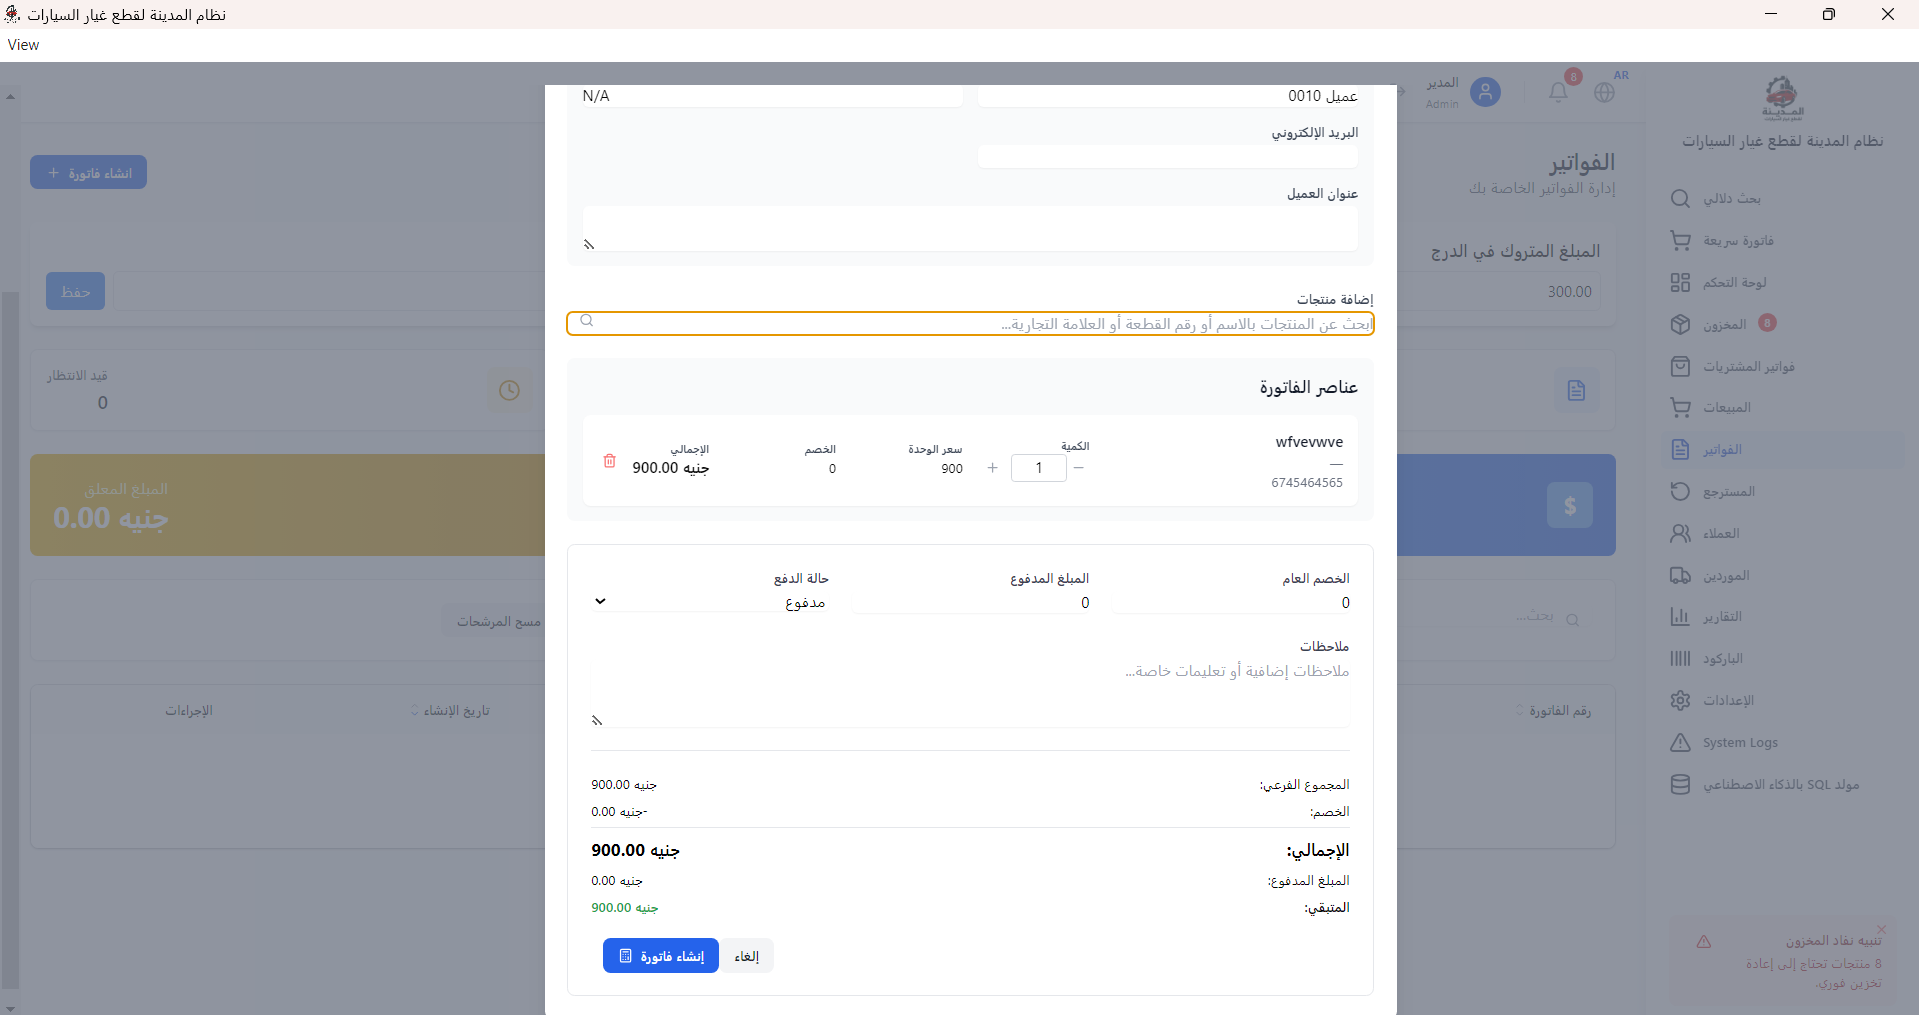 نظام المدينة لقطع غيار السيارات
View
AR
8
المدير
Admin
المدينة
نظام المدينة لقطع غيار السيارات
بحث دلالي
فاتورة سريعة
لوحة التحكم
المخزون
8
فواتير المشتريات
المبيعات
الفواتير
المسترجع
العملاء
الموردين
التقارير
الباركود
الإعدادات
System Logs
مولد SQL بالذكاء الاصطناعي
تنبيه نفاد المخزون
8 منتجات تحتاج إلى إعادة
تخزين فوري.
الفواتير
إدارة الفواتير الخاصة بك
انشاء فاتورة +
المبلغ المتروك في الدرج
300.00
حفظ
قيد الانتظار
0
$
المبلغ المعلق
جنيه 0.00
بحث...
مسح المرشحات
رقم الفاتورة
تاريخ الإنشاء
الإجراءات
عميل 0010
N/A
البريد الإلكتروني
عنوان العميل
إضافة منتجات
ابحث عن المنتجات بالاسم أو رقم القطعة أو العلامة التجارية...
عناصر الفاتورة
wfvevwve
—
6745464565
الكمية
− 1 +
سعر الوحدة
900
الخصم
0
الإجمالي
جنيه 900.00
الخصم العام
0
المبلغ المدفوع
0
حالة الدفع
مدفوع
ملاحظات
ملاحظات إضافية أو تعليمات خاصة...
المجموع الفرعي: جنيه 900.00
الخصم: -جنيه 0.00
الإجمالي: جنيه 900.00
المبلغ المدفوع: جنيه 0.00
المتبقي: جنيه 900.00
إلغاء
إنشاء فاتورة